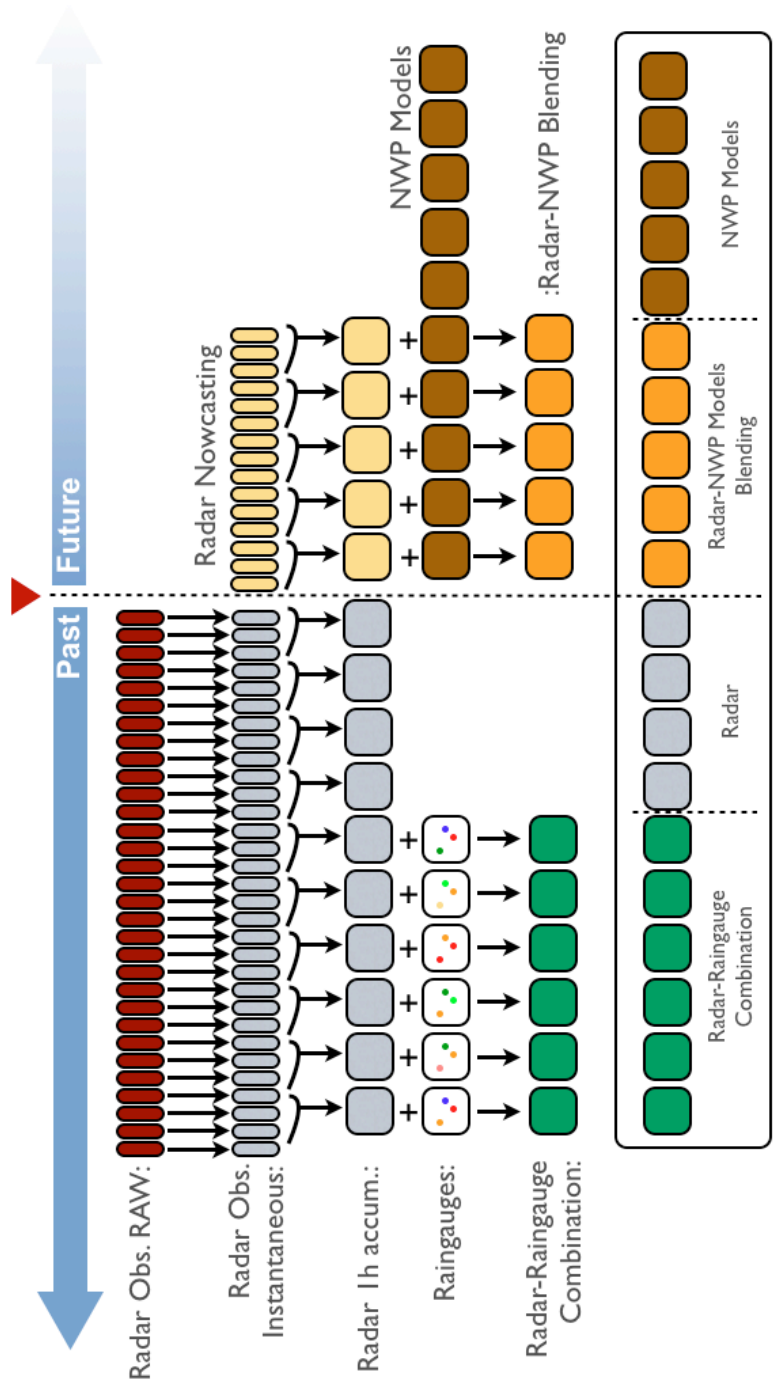 Past
Future
Radar Obs. RAW:
Radar Obs.
Instantaneous:
Radar Nowcasting
Radar 1h accum.:
+
+
+
+
+
+
+
+
+
+
+
NWP Models
Raingauges:
Radar-Raingauge
Combination:
:Radar-NWP Blending
Radar-Raingauge
Combination
Radar
Radar-NWP Models
Blending
NWP Models